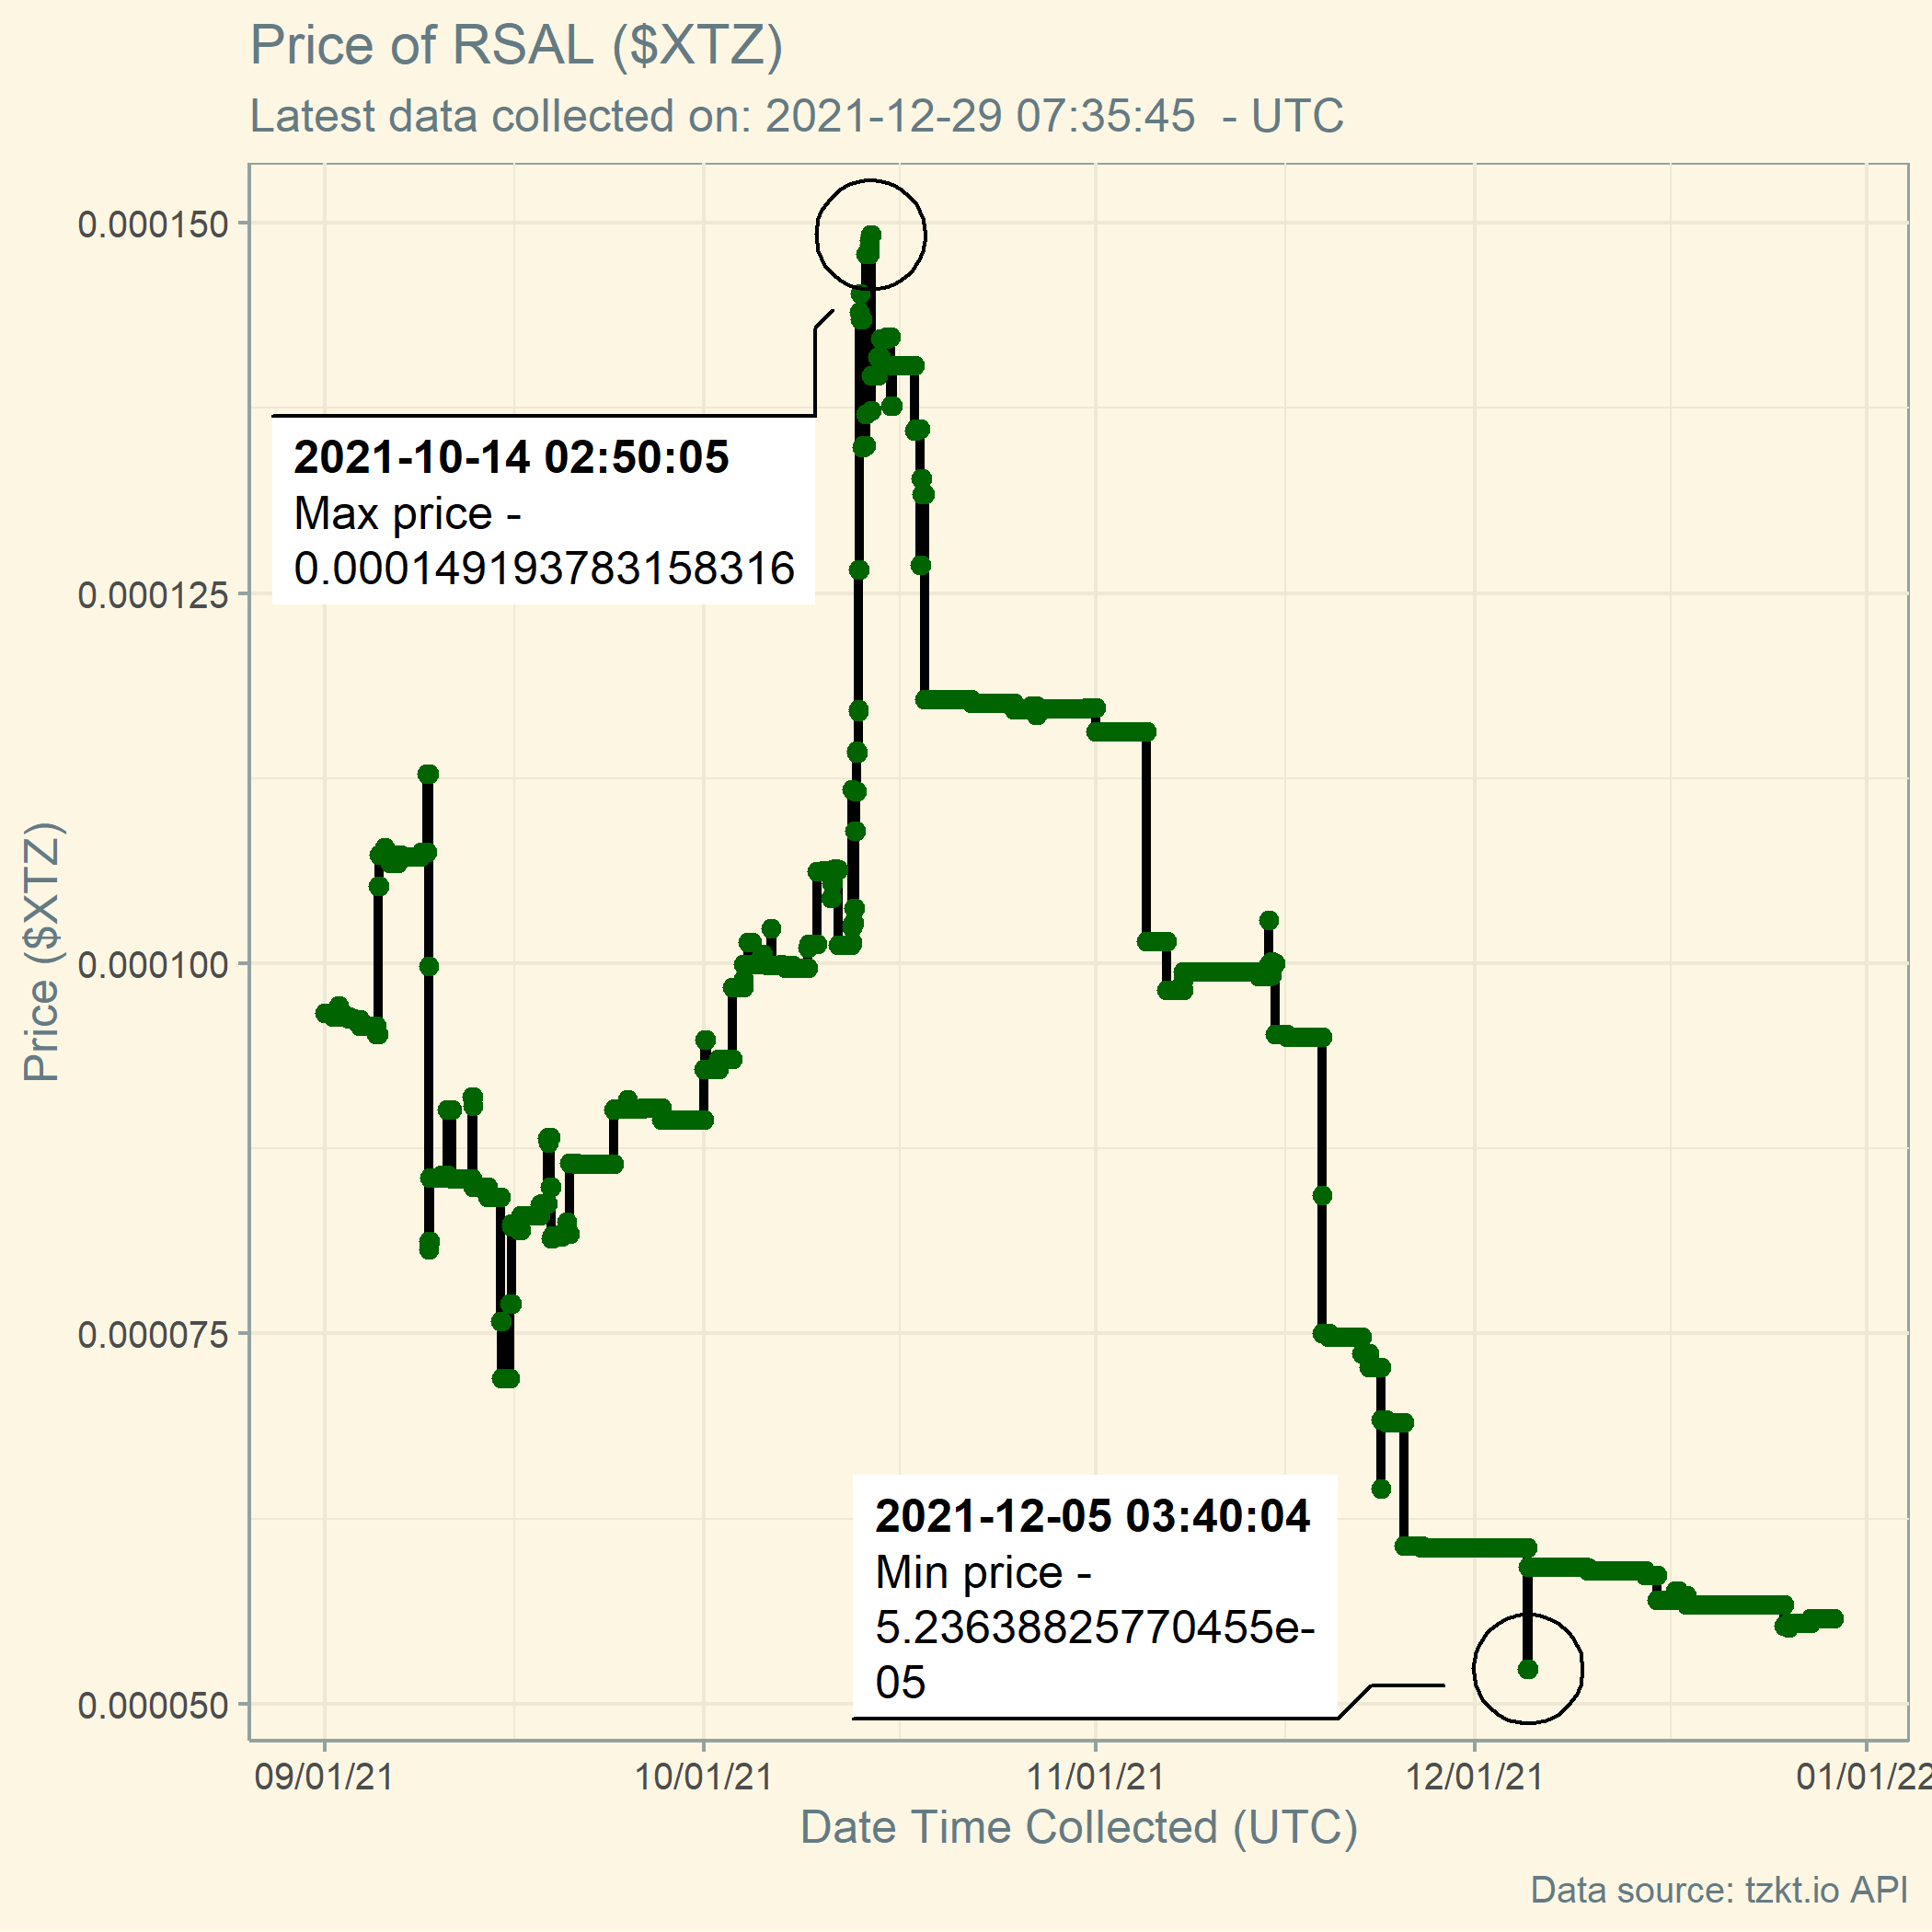 Price of RSAL ($XTZ)
Latest data collected on: 2021-12-29 07:35:45  - UTC
0.000150
0.000125
0.000100
0.000075
0.000050
Price ($XTZ)
2021-10-14 02:50:05
Max price -
0.000149193783158316
2021-12-05 03:40:04
Min price -
5.23638825770455e-
05
09/01/21
10/01/21
11/01/21
12/01/21
01/01/22
Date Time Collected (UTC)
Data source: tzkt.io API